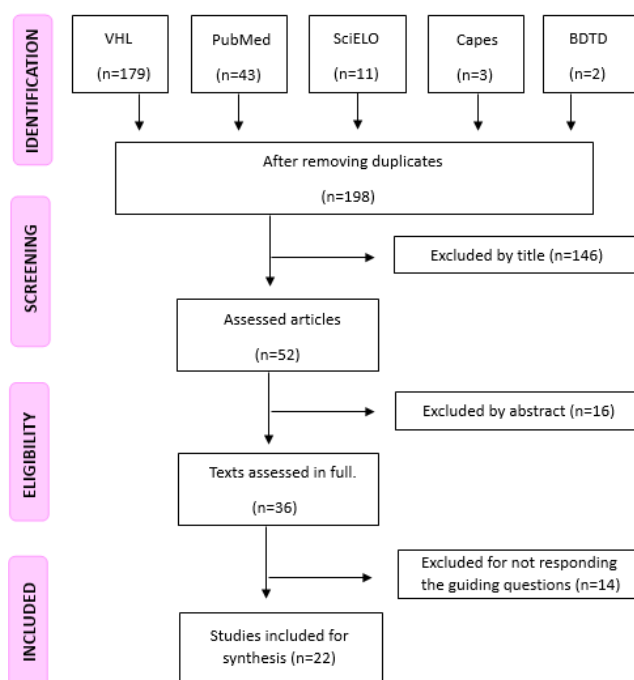 IDENTIFICATION
VHL
(n=179)
PubMed
(n=43)
SciELO
(n=11)
Capes
(n=3)
BDTD
(n=2)
After removing duplicates
(n=198)
SCREENING
Excluded by title (n=146)
Assessed articles
(n=52)
ELIGIBILITY
Excluded by abstract (n=16)
Texts assessed in full.
(n=36)
INCLUDED
Excluded for not responding
the guiding questions (n=14)
Studies included for
synthesis (n=22)